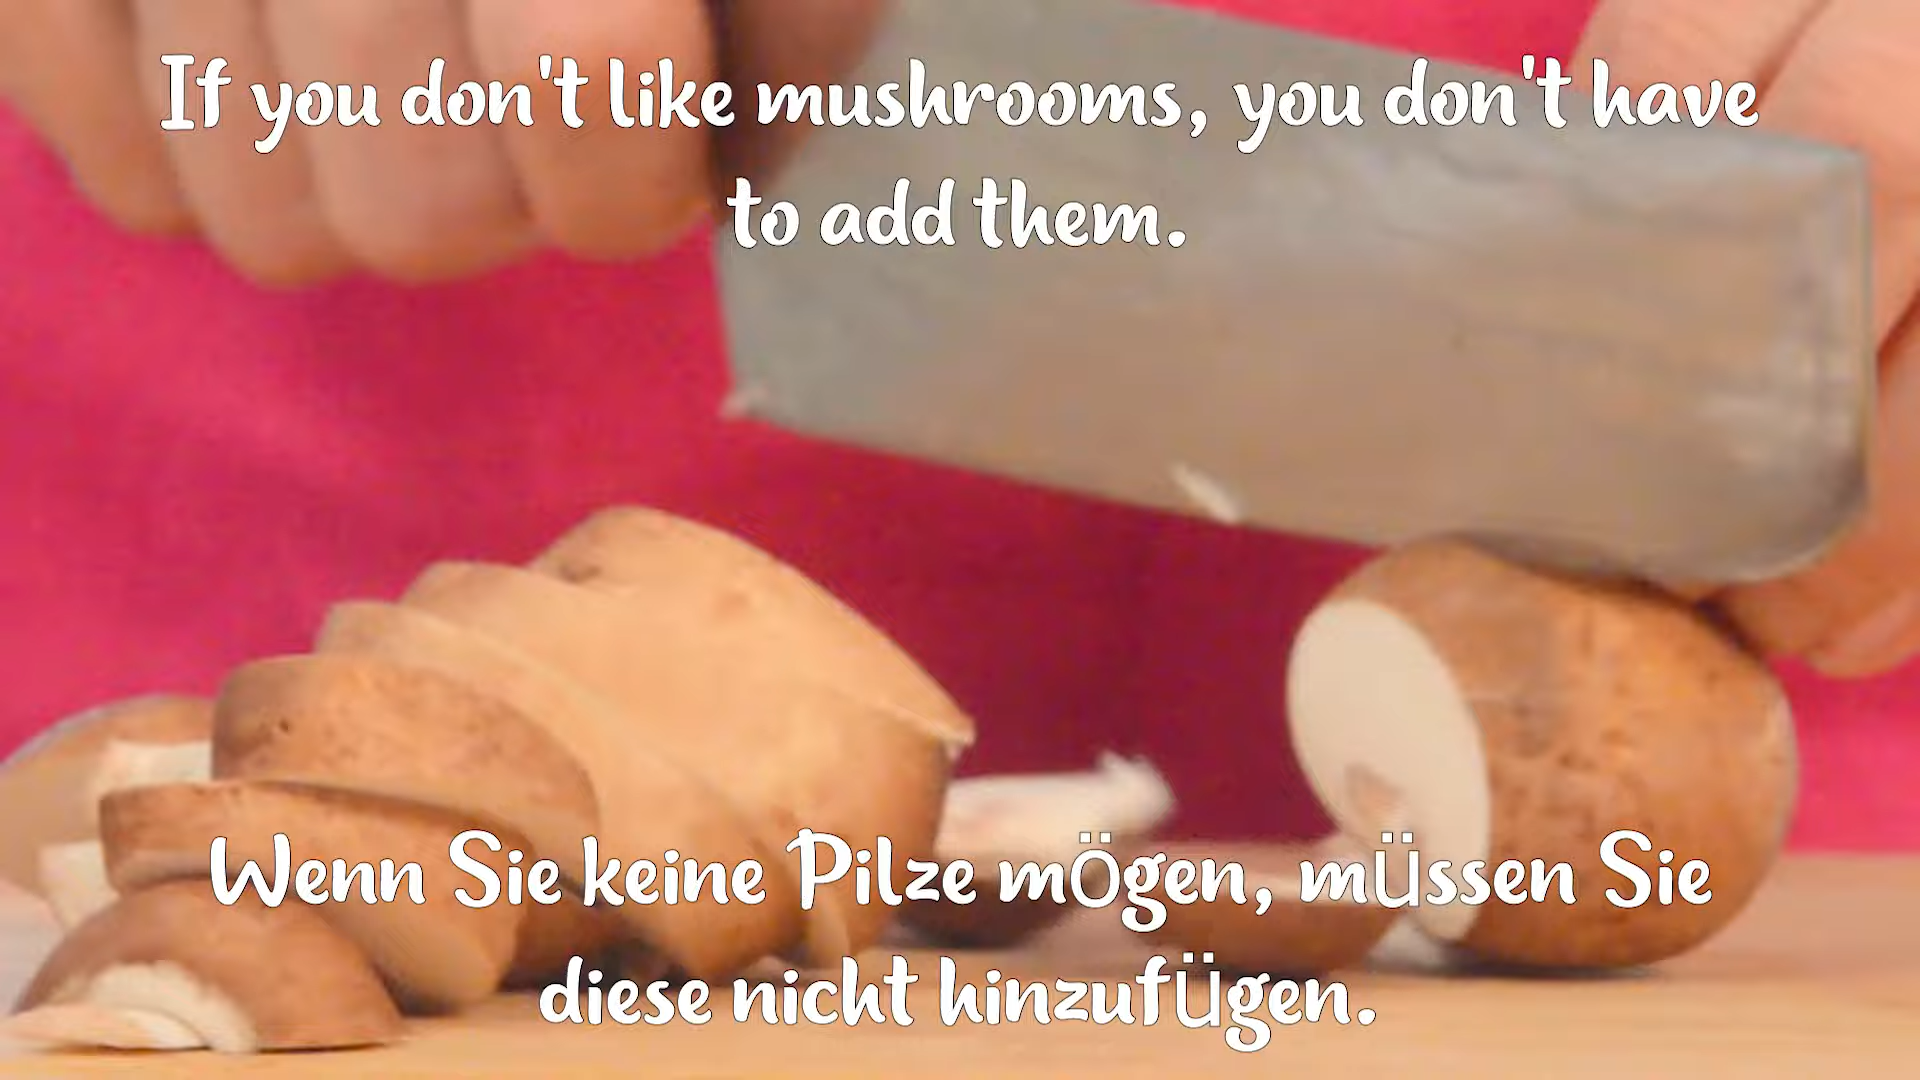 If you don't like mushrooms, you don't have
to add them.
Wenn Sie keine Pilze mögen, müssen Sie
diese nicht hinzufügen.